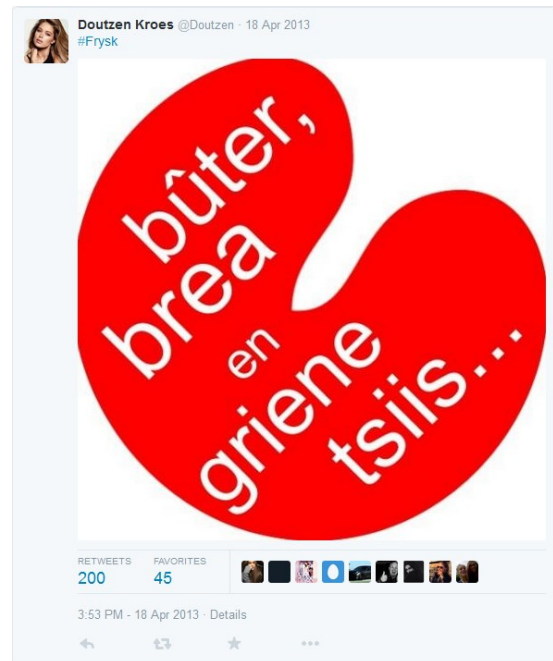 Doutzen Kroes @Doutzen · 18 Apr 2013
#Frysk
bûter,
brea
en
griene
tsiis...
RETWEETS FAVORITES
200 45
3:53 PM - 18 Apr 2013 · Details